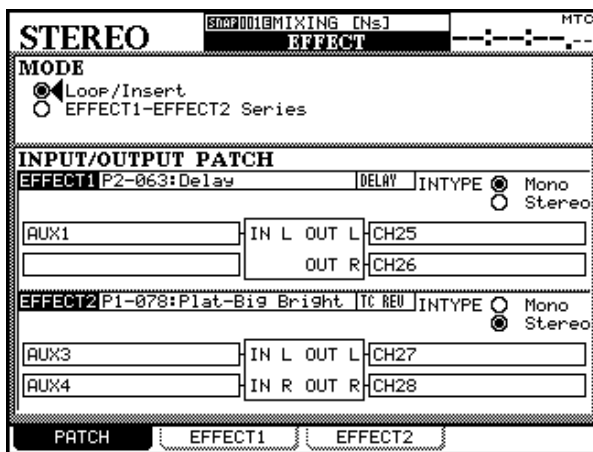 STEREO SNAP001 MIXING [Ns] MTC
EFFECT --:--:--.--
MODE
Loop/Insert
EFFECT1-EFFECT2 Series
INPUT/OUTPUT PATCH
EFFECT1 P2-063:Delay DELAY INTYPE Mono
Stereo
AUX1 IN L OUT L CH25
OUT R CH26
EFFECT2 P1-078:Plat-Big Bright TC REV INTYPE Mono
Stereo
AUX3 IN L OUT L CH27
AUX4 IN R OUT R CH28
PATCH EFFECT1 EFFECT2